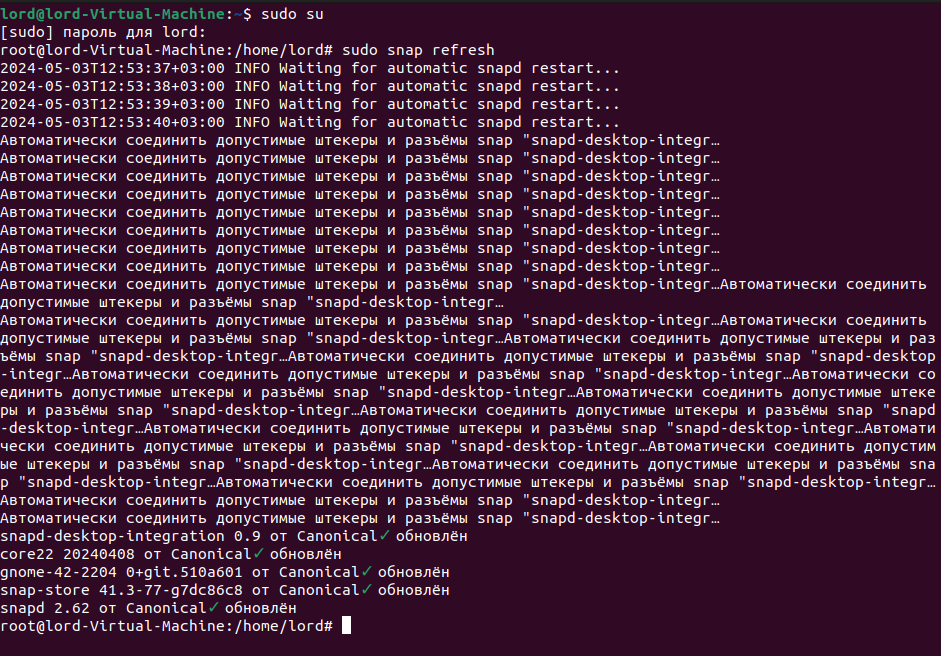 lord@lord-Virtual-Machine:~$ sudo su
[sudo] пароль для lord:
root@lord-Virtual-Machine:/home/lord# sudo snap refresh
2024-05-03T12:53:37+03:00 INFO Waiting for automatic snapd restart...
2024-05-03T12:53:38+03:00 INFO Waiting for automatic snapd restart...
2024-05-03T12:53:39+03:00 INFO Waiting for automatic snapd restart...
2024-05-03T12:53:40+03:00 INFO Waiting for automatic snapd restart...
Автоматически соединить допустимые штекеры и разъёмы snap "snapd-desktop-integr…
Автоматически соединить допустимые штекеры и разъёмы snap "snapd-desktop-integr…
Автоматически соединить допустимые штекеры и разъёмы snap "snapd-desktop-integr…
Автоматически соединить допустимые штекеры и разъёмы snap "snapd-desktop-integr…
Автоматически соединить допустимые штекеры и разъёмы snap "snapd-desktop-integr…
Автоматически соединить допустимые штекеры и разъёмы snap "snapd-desktop-integr…
Автоматически соединить допустимые штекеры и разъёмы snap "snapd-desktop-integr…
Автоматически соединить допустимые штекеры и разъёмы snap "snapd-desktop-integr…
Автоматически соединить допустимые штекеры и разъёмы snap "snapd-desktop-integr…Автоматически соединить
допустимые штекеры и разъёмы snap "snapd-desktop-integr…
Автоматически соединить допустимые штекеры и разъёмы snap "snapd-desktop-integr…Автоматически соединить
допустимые штекеры и разъёмы snap "snapd-desktop-integr…Автоматически соединить допустимые штекеры и раз
ъёмы snap "snapd-desktop-integr…Автоматически соединить допустимые штекеры и разъёмы snap "snapd-desktop
-integr…Автоматически соединить допустимые штекеры и разъёмы snap "snapd-desktop-integr…Автоматически со
единить допустимые штекеры и разъёмы snap "snapd-desktop-integr…Автоматически соединить допустимые штеке
ры и разъёмы snap "snapd-desktop-integr…Автоматически соединить допустимые штекеры и разъёмы snap "snapd
-desktop-integr…Автоматически соединить допустимые штекеры и разъёмы snap "snapd-desktop-integr…Автомати
чески соединить допустимые штекеры и разъёмы snap "snapd-desktop-integr…Автоматически соединить допустим
ые штекеры и разъёмы snap "snapd-desktop-integr…Автоматически соединить допустимые штекеры и разъёмы sna
p "snapd-desktop-integr…Автоматически соединить допустимые штекеры и разъёмы snap "snapd-desktop-integr…
Автоматически соединить допустимые штекеры и разъёмы snap "snapd-desktop-integr…
Автоматически соединить допустимые штекеры и разъёмы snap "snapd-desktop-integr…
snapd-desktop-integration 0.9 от Canonical✓ обновлён
core22 20240408 от Canonical✓ обновлён
gnome-42-2204 0+git.510a601 от Canonical✓ обновлён
snap-store 41.3-77-g7dc86c8 от Canonical✓ обновлён
snapd 2.62 от Canonical✓ обновлён
root@lord-Virtual-Machine:/home/lord#